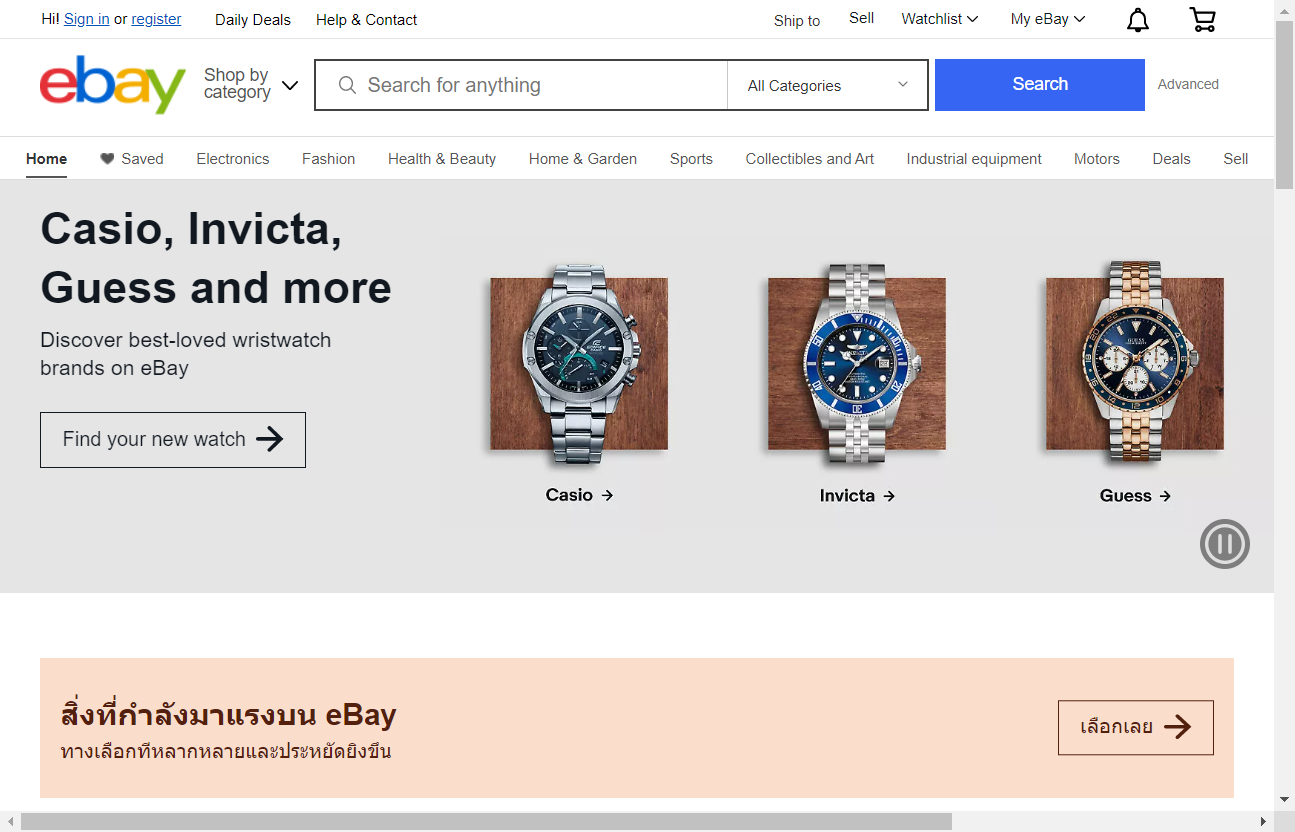 Hi! Sign in or register
Daily Deals
Help & Contact
Ship to
Sell
Watchlist
My eBay
ebay
Shop by
category
Search for anything
All Categories
Search
Advanced
Home
Saved
Electronics
Fashion
Health & Beauty
Home & Garden
Sports
Collectibles and Art
Industrial equipment
Motors
Deals
Sell
Casio, Invicta,
Guess and more
Discover best-loved wristwatch
brands on eBay
Find your new watch
Casio
Invicta
Guess
สิ่งที่กำลังมาแรงบน eBay
ทางเลือกที่หลากหลายและประหยัดยิ่งขึ้น
เลือกเลย